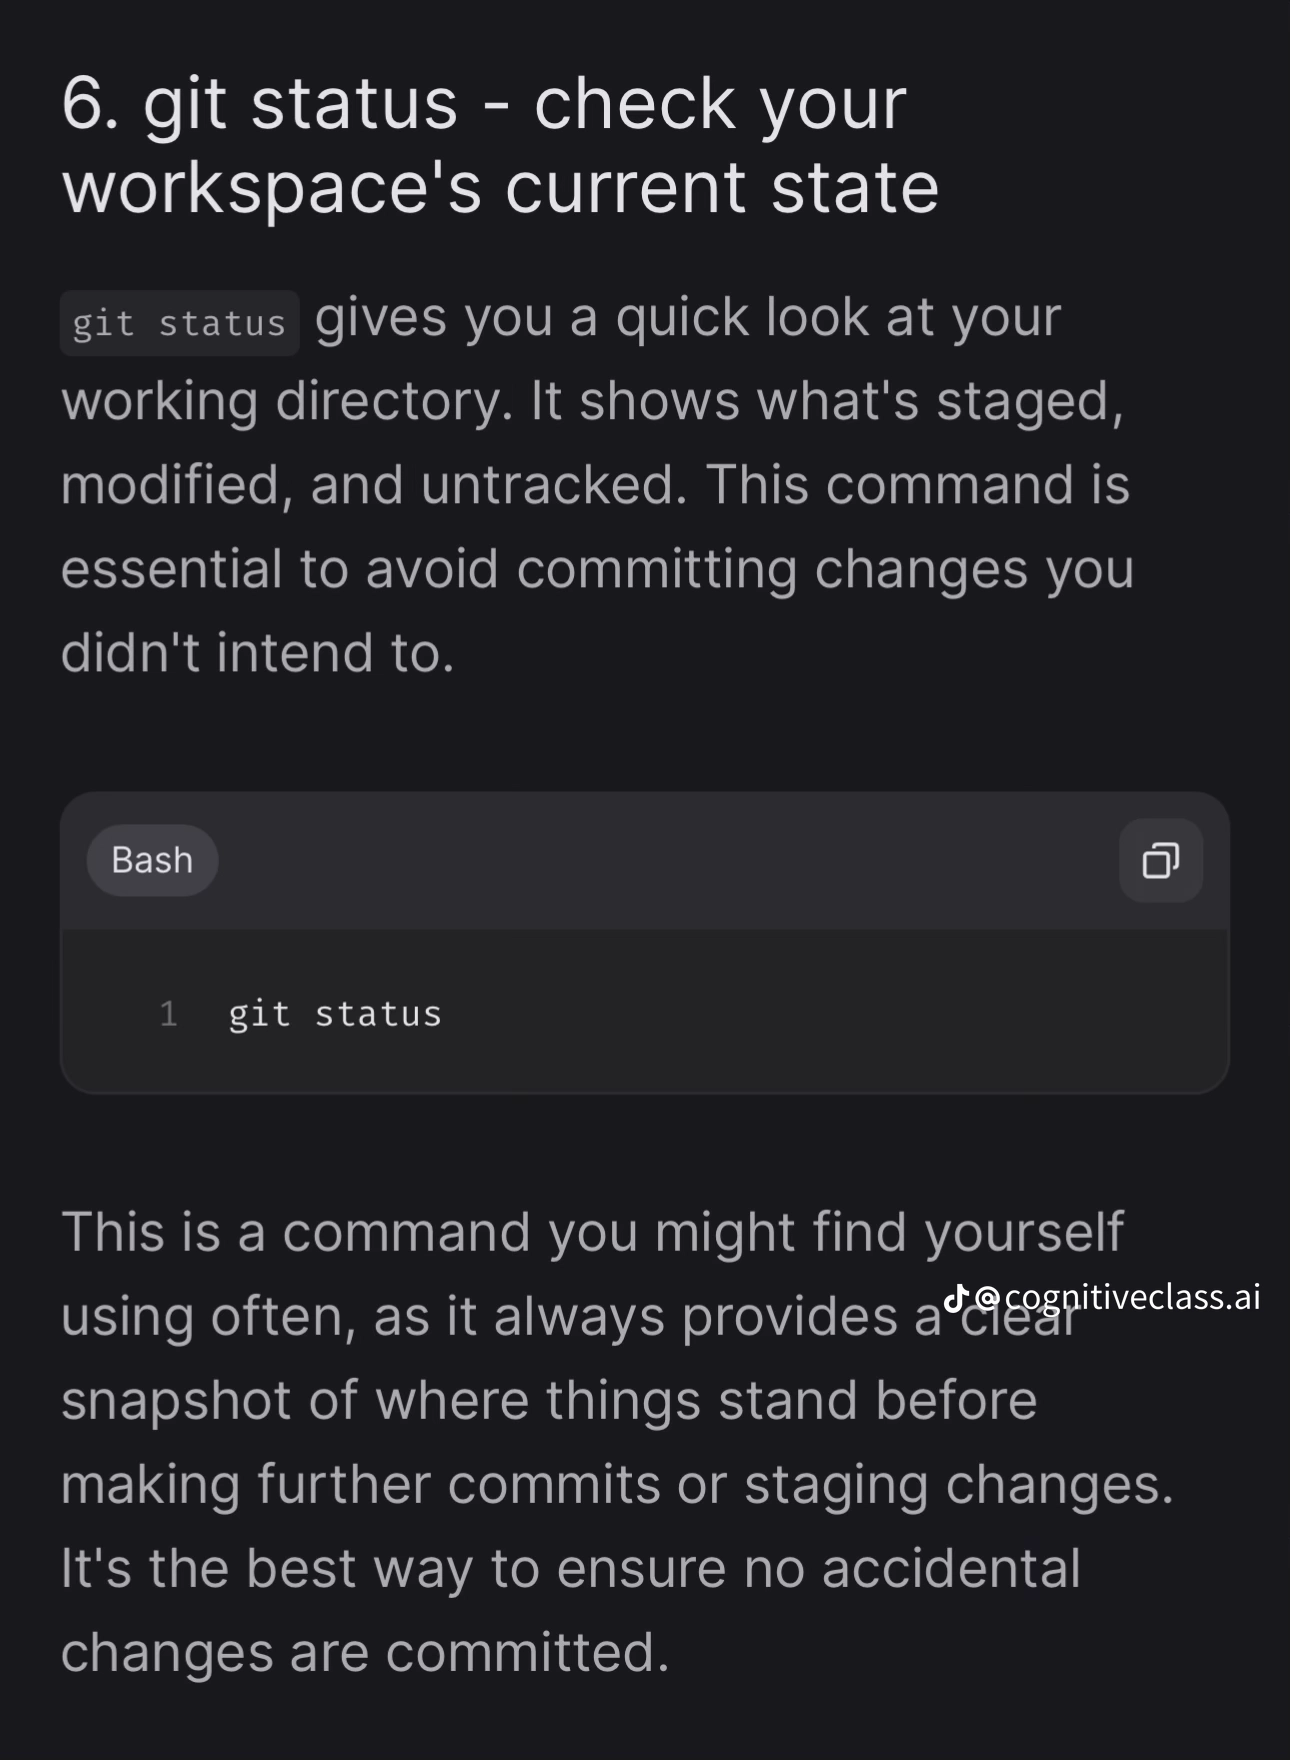 6. git status - check your
workspace's current state
git status gives you a quick look at your
working directory. It shows what's staged,
modified, and untracked. This command is
essential to avoid committing changes you
didn't intend to.
Bash
1 git status
This is a command you might find yourself
@cognitiveclass.ai
using often, as it always provides a clear
snapshot of where things stand before
making further commits or staging changes.
It's the best way to ensure no accidental
changes are committed.